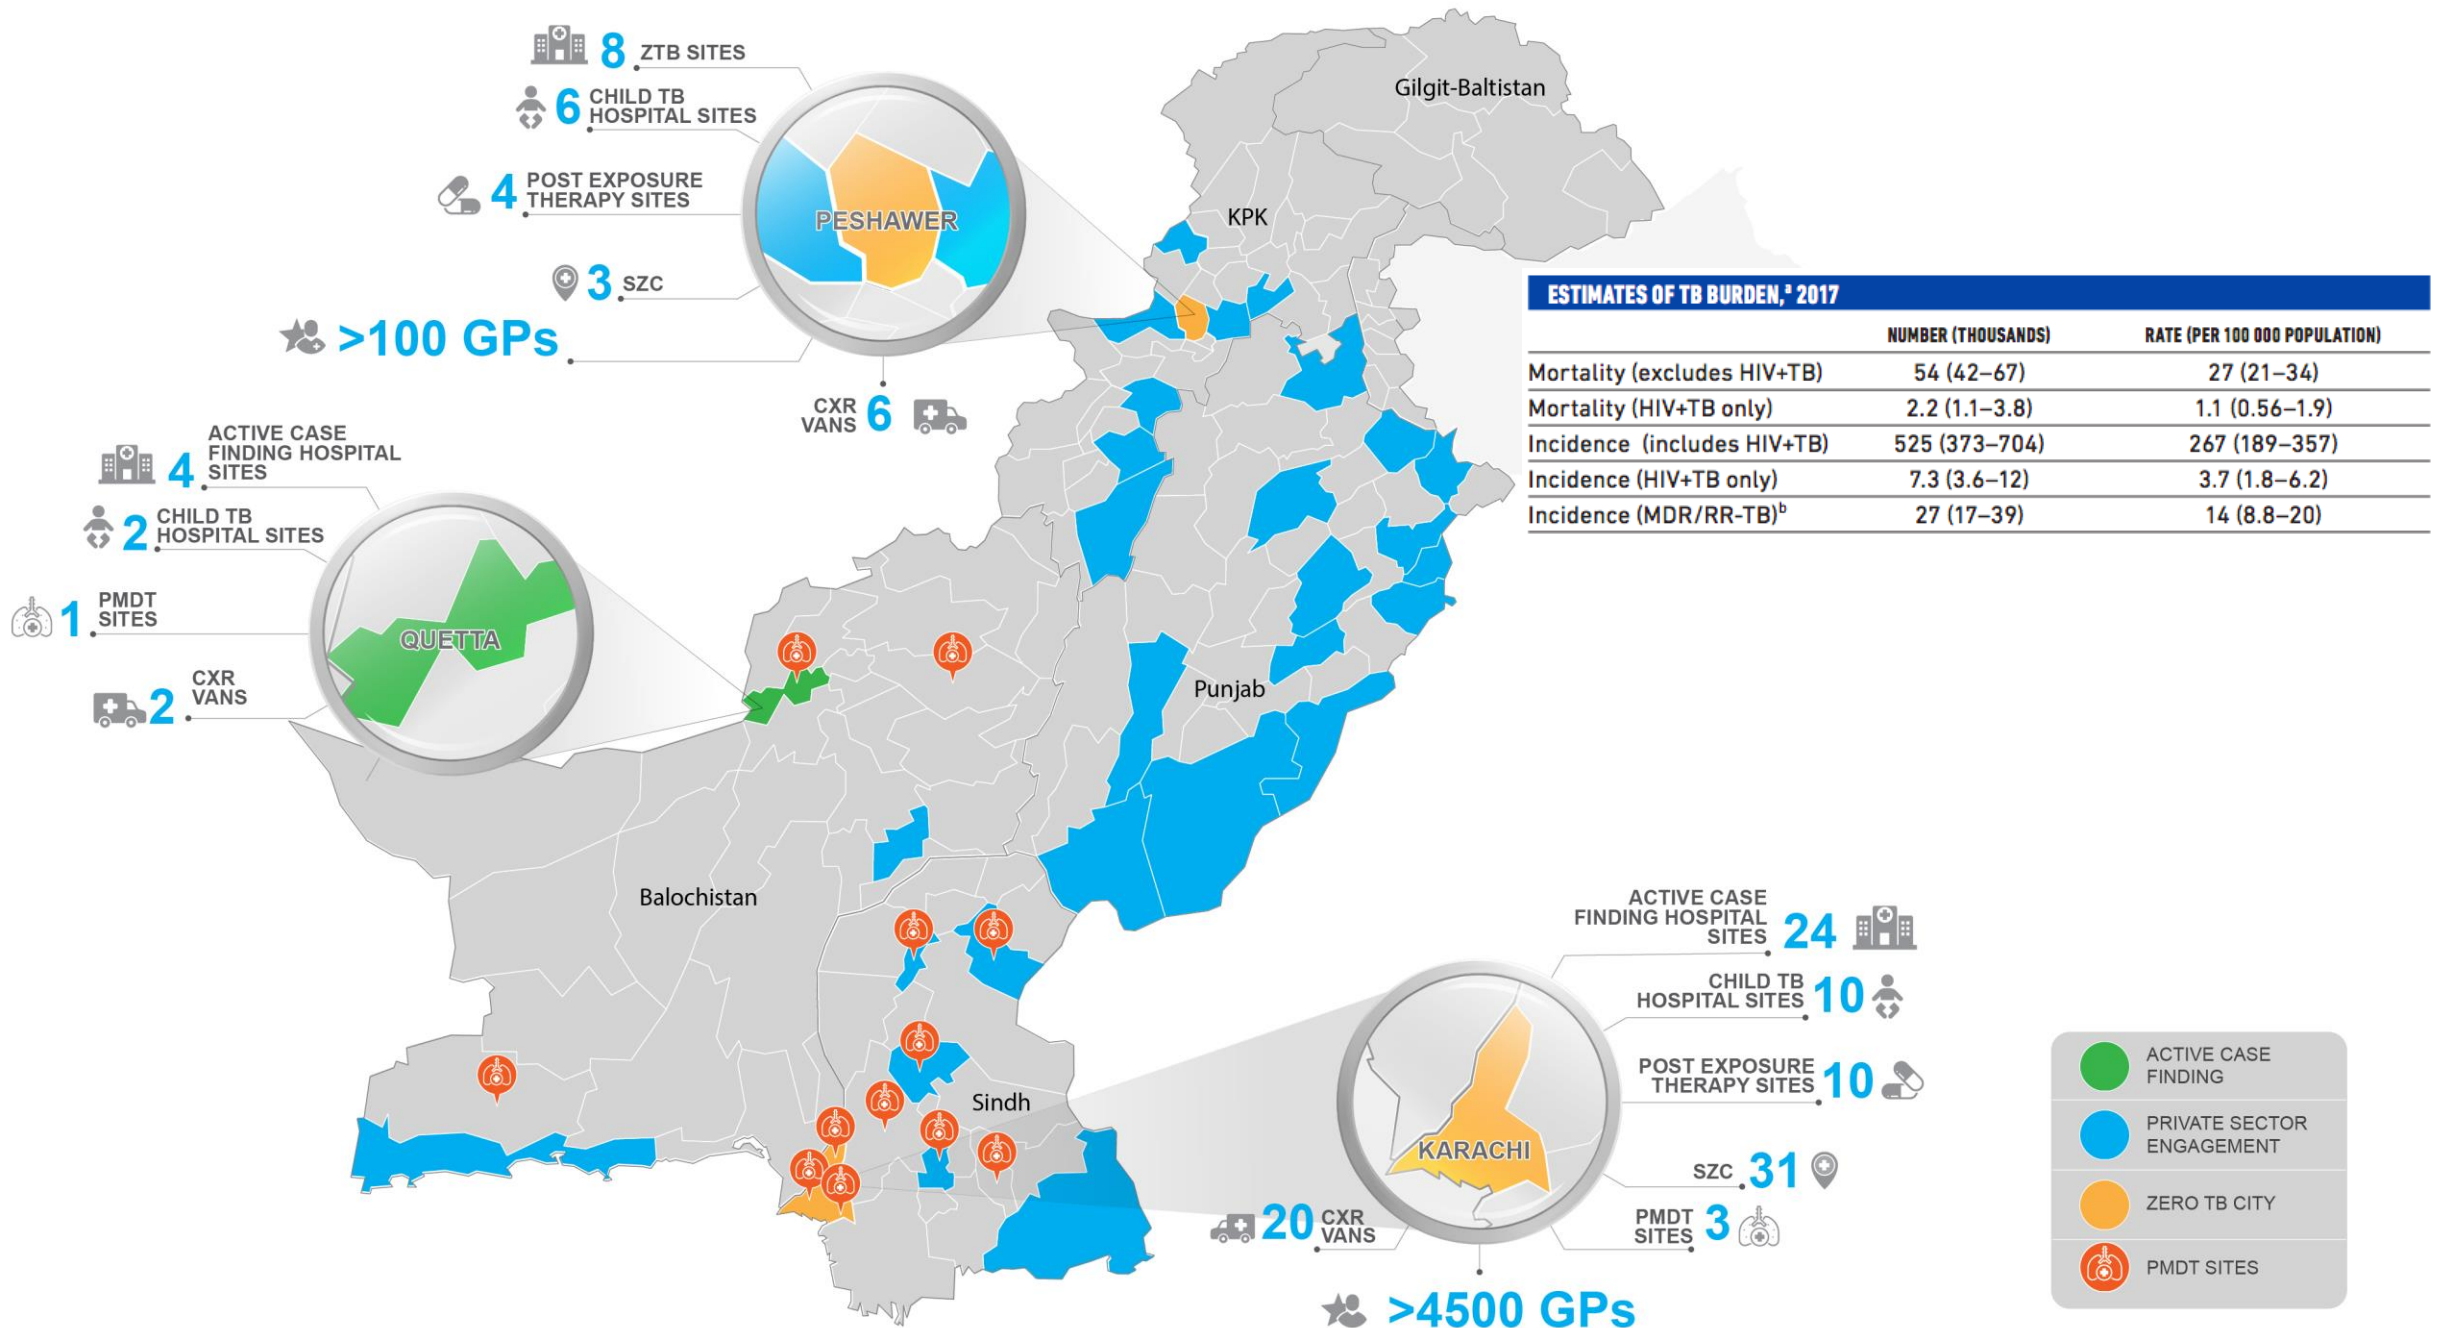 8 ZTB SITES
6 CHILD TB
HOSPITAL SITES
4 POST EXPOSURE
THERAPY SITES
3 SZC
>100 GPs
CXR
VANS 6
PESHAWER
Gilgit-Baltistan
KPK
ESTIMATES OF TB BURDEN,ª 2017
NUMBER (THOUSANDS) RATE (PER 100 000 POPULATION)
Mortality (excludes HIV+TB) 54 (42–67) 27 (21–34)
Mortality (HIV+TB only) 2.2 (1.1–3.8) 1.1 (0.56–1.9)
Incidence (includes HIV+TB) 525 (373–704) 267 (189–357)
Incidence (HIV+TB only) 7.3 (3.6–12) 3.7 (1.8–6.2)
Incidence (MDR/RR-TB)ᵇ 27 (17–39) 14 (8.8–20)
4 ACTIVE CASE
FINDING HOSPITAL
SITES
2 CHILD TB
HOSPITAL SITES
1 PMDT
SITES
2 CXR
VANS
QUETTA
Punjab
Balochistan
Sindh
ACTIVE CASE
FINDING HOSPITAL
SITES 24
CHILD TB
HOSPITAL SITES 10
POST EXPOSURE
THERAPY SITES 10
SZC 31
PMDT
SITES 3
20 CXR
VANS
KARACHI
>4500 GPs
ACTIVE CASE
FINDING
PRIVATE SECTOR
ENGAGEMENT
ZERO TB CITY
PMDT SITES